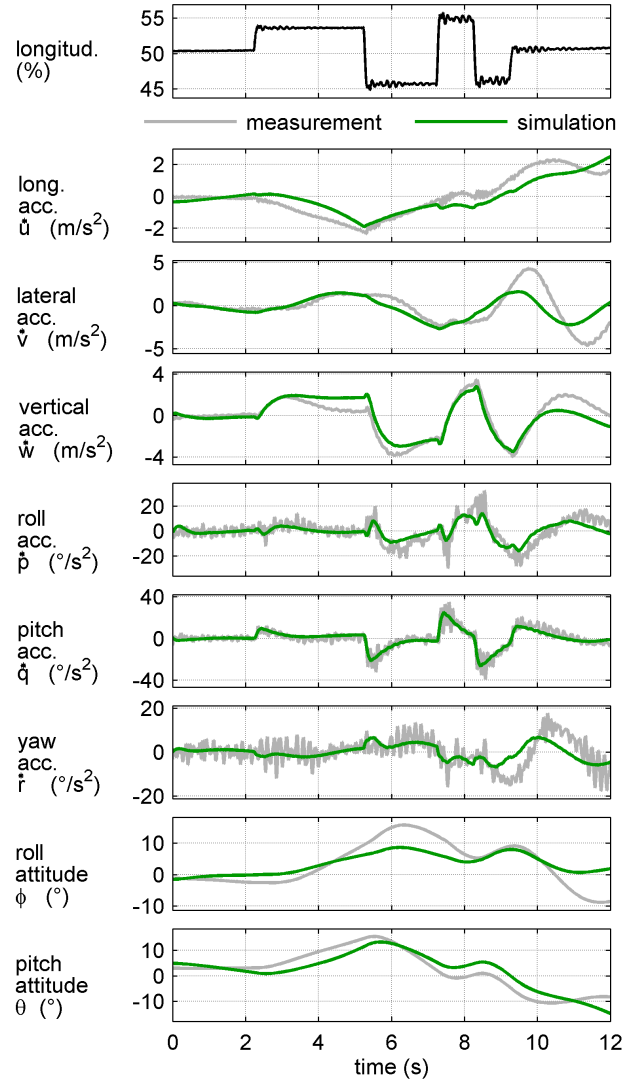 55
longitud.
50
(%)
45
measurement
simulation
2
long.
acc.
0
u̇ (m/s²)
-2
5
lateral
acc.
0
v̇ (m/s²)
-5
4
vertical
acc.
0
ẇ (m/s²)
-4
20
roll
acc.
0
ṗ (°/s²)
-20
40
pitch
acc.
0
q̇ (°/s²)
-40
20
yaw
acc.
0
ṙ (°/s²)
-20
10
roll
attitude
0
ϕ (°)
-10
10
pitch
attitude
0
θ (°)
-10
0 2 4 6 8 10 12
time (s)